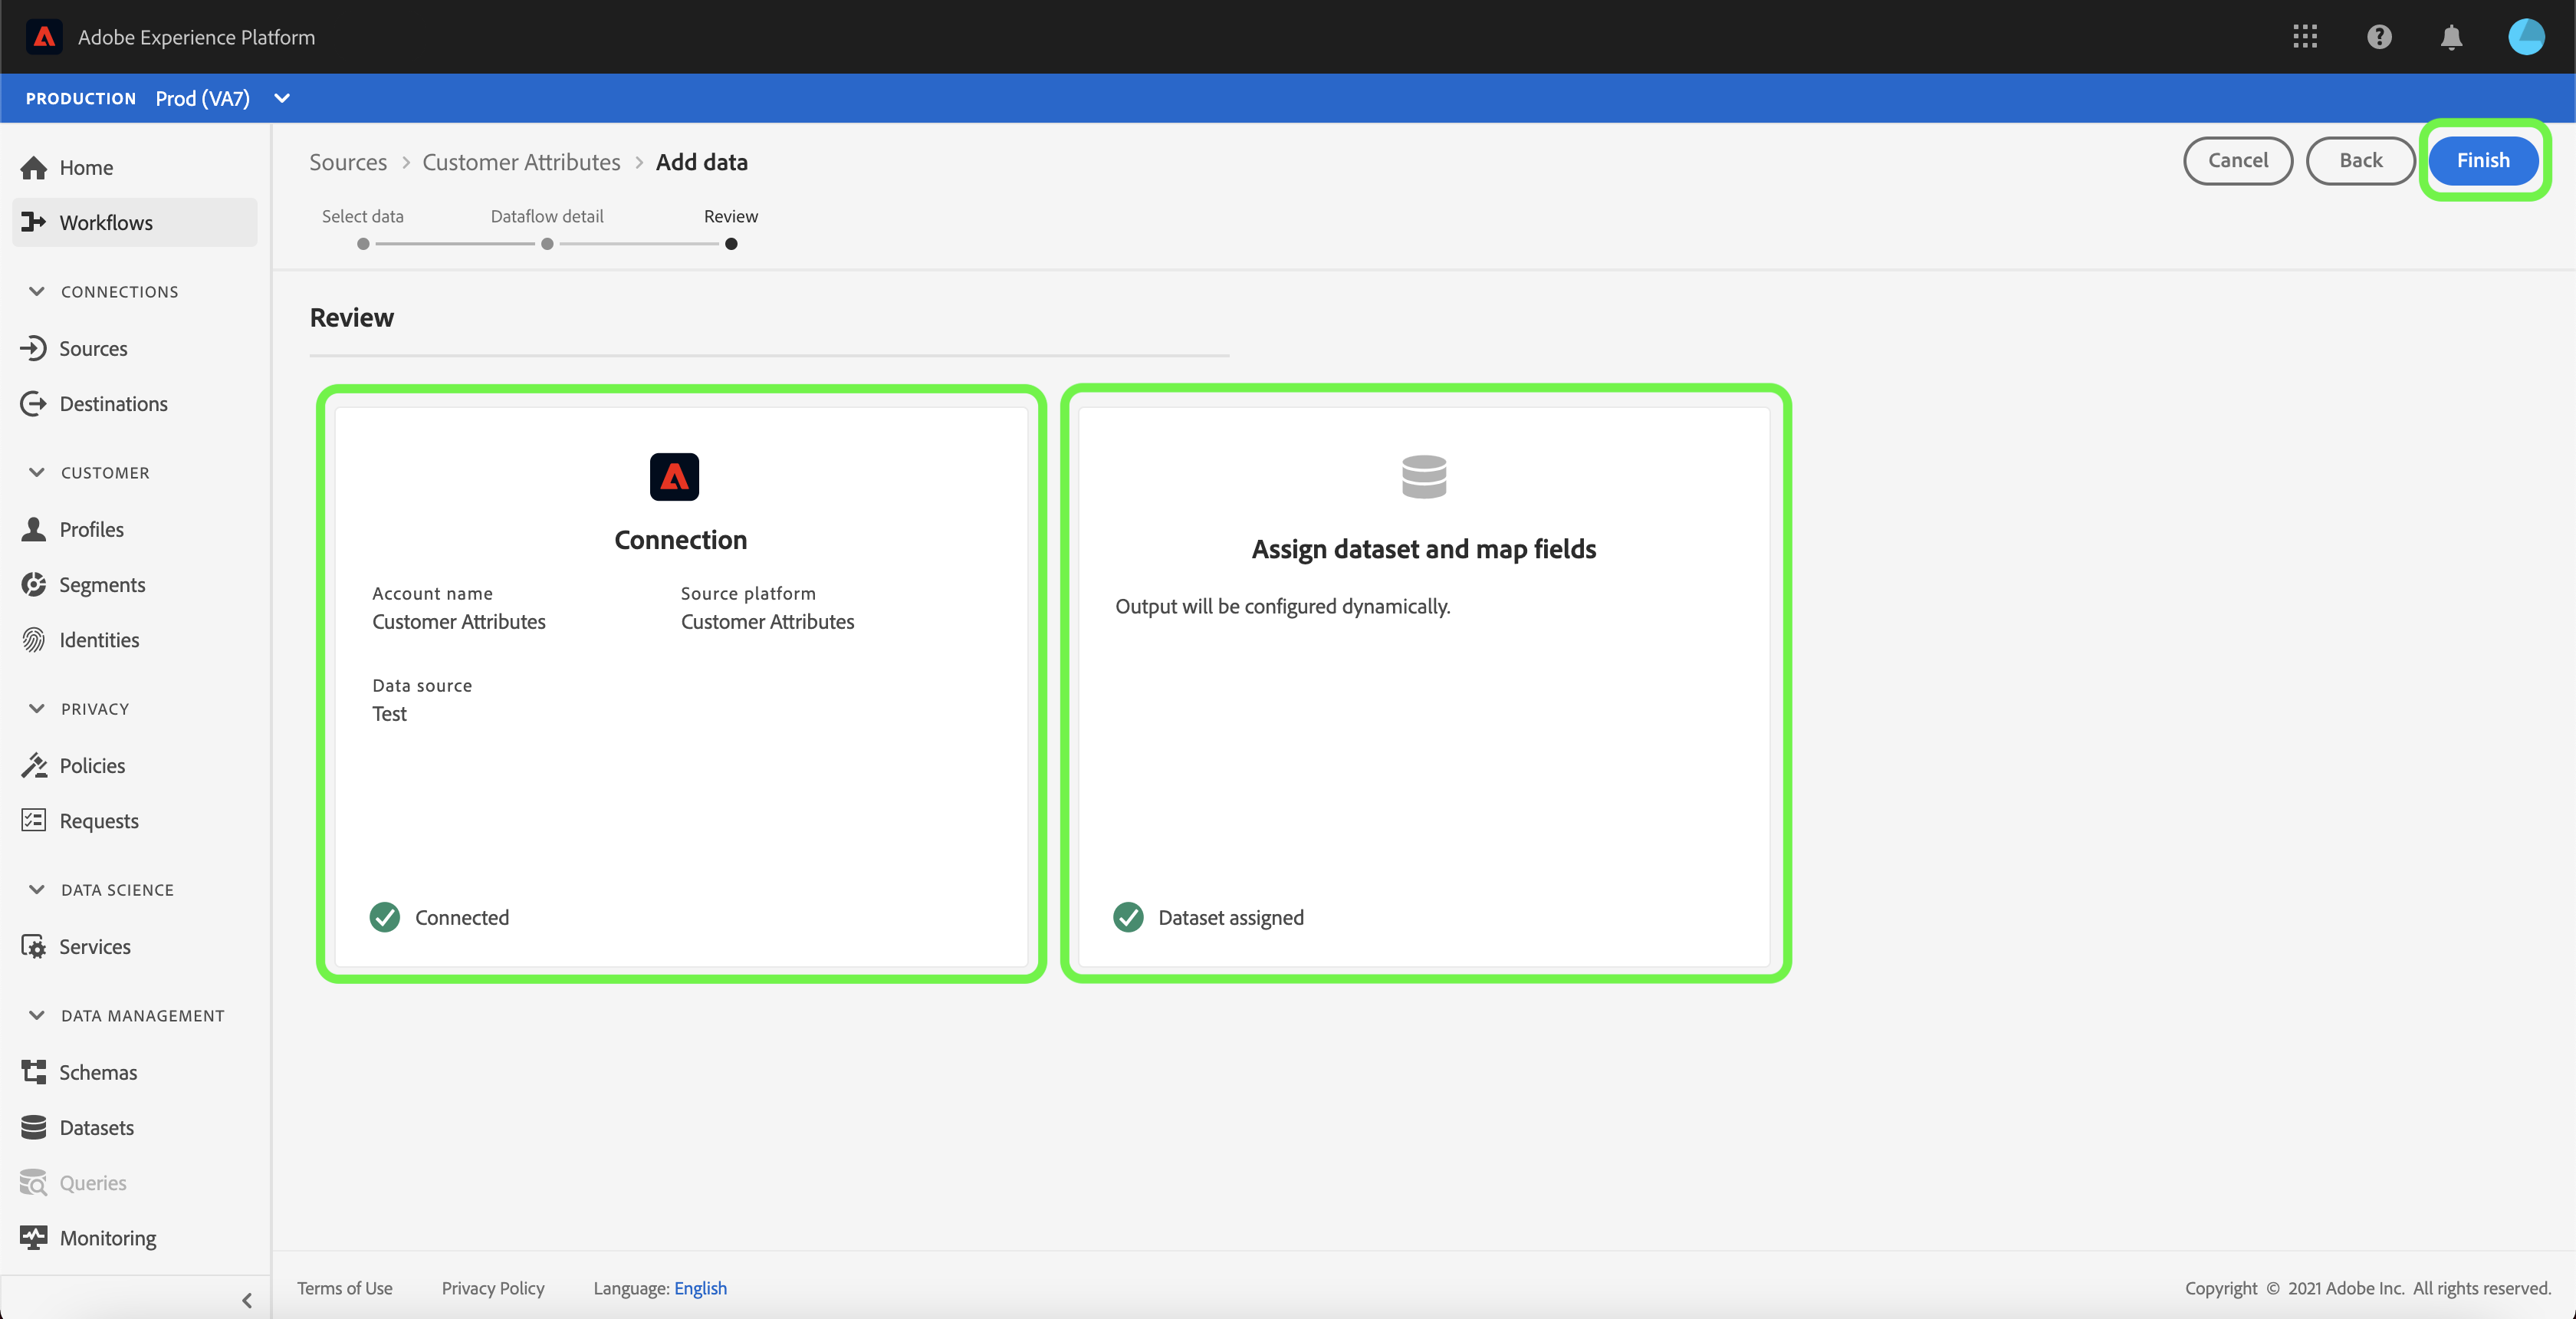 Adobe Experience Platform
PRODUCTION Prod (VA7)
Home
Workflows
CONNECTIONS
Sources
Destinations
CUSTOMER
Profiles
Segments
Identities
PRIVACY
Policies
Requests
DATA SCIENCE
Services
DATA MANAGEMENT
Schemas
Datasets
Queries
Monitoring
Sources > Customer Attributes > Add data
Cancel
Back
Finish
Select data
Dataflow detail
Review
Review
Connection
Account name
Customer Attributes
Source platform
Customer Attributes
Data source
Test
Connected
Assign dataset and map fields
Output will be configured dynamically.
Dataset assigned
Terms of Use
Privacy Policy
Language: English
Copyright © 2021 Adobe Inc. All rights reserved.